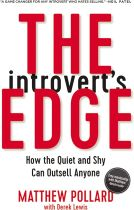 "A GAME CHANGER FOR ANY INTROVERT WHO HATES SELLING." -NEIL PATEL
THE
introvert's
EDGE
How the Quiet and Shy
Can Outsell Anyone
MATTHEW POLLARD
with Derek Lewis